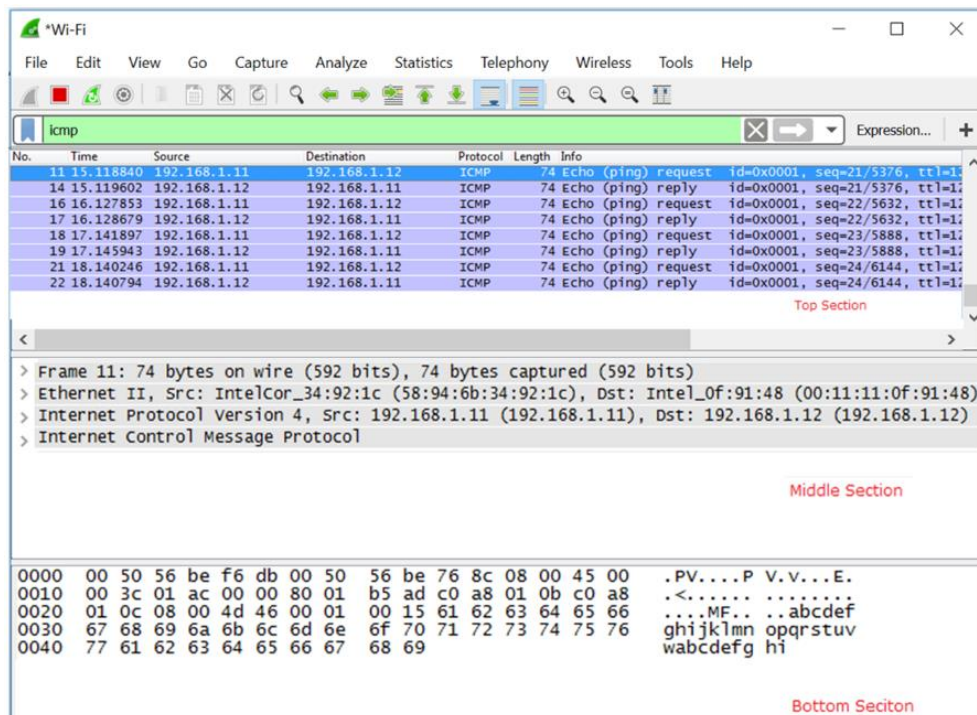 *Wi-Fi
File Edit View Go Capture Analyze Statistics Telephony Wireless Tools Help
icmp Expression... +
No. Time Source Destination Protocol Length Info
11 15.118840 192.168.1.11 192.168.1.12 ICMP 74 Echo (ping) request id=0x0001, seq=21/5376, ttl=12
14 15.119602 192.168.1.12 192.168.1.11 ICMP 74 Echo (ping) reply id=0x0001, seq=21/5376, ttl=12
16 16.127853 192.168.1.11 192.168.1.12 ICMP 74 Echo (ping) request id=0x0001, seq=22/5632, ttl=12
17 16.128679 192.168.1.12 192.168.1.11 ICMP 74 Echo (ping) reply id=0x0001, seq=22/5632, ttl=12
18 17.141897 192.168.1.11 192.168.1.12 ICMP 74 Echo (ping) request id=0x0001, seq=23/5888, ttl=12
19 17.145943 192.168.1.12 192.168.1.11 ICMP 74 Echo (ping) reply id=0x0001, seq=23/5888, ttl=12
21 18.140246 192.168.1.11 192.168.1.12 ICMP 74 Echo (ping) request id=0x0001, seq=24/6144, ttl=12
22 18.140794 192.168.1.12 192.168.1.11 ICMP 74 Echo (ping) reply id=0x0001, seq=24/6144, ttl=12
Top Section
Frame 11: 74 bytes on wire (592 bits), 74 bytes captured (592 bits)
Ethernet II, Src: IntelCor_34:92:1c (58:94:6b:34:92:1c), Dst: Intel_0f:91:48 (00:11:11:0f:91:48)
Internet Protocol Version 4, Src: 192.168.1.11 (192.168.1.11), Dst: 192.168.1.12 (192.168.1.12)
Internet Control Message Protocol
Middle Section
0000 00 50 56 be f6 db 00 50 56 be 76 8c 08 00 45 00 .PV....P V.v...E.
0010 00 3c 01 ac 00 00 80 01 b5 ad c0 a8 01 0b c0 a8 .<...... ........
0020 01 0c 08 00 4d 46 00 01 00 15 61 62 63 64 65 66 ....MF.. ..abcdef
0030 67 68 69 6a 6b 6c 6d 6e 6f 70 71 72 73 74 75 76 ghijklmn opqrstuv
0040 77 61 62 63 64 65 66 67 68 69 wabcdefg hi
Bottom Seciton